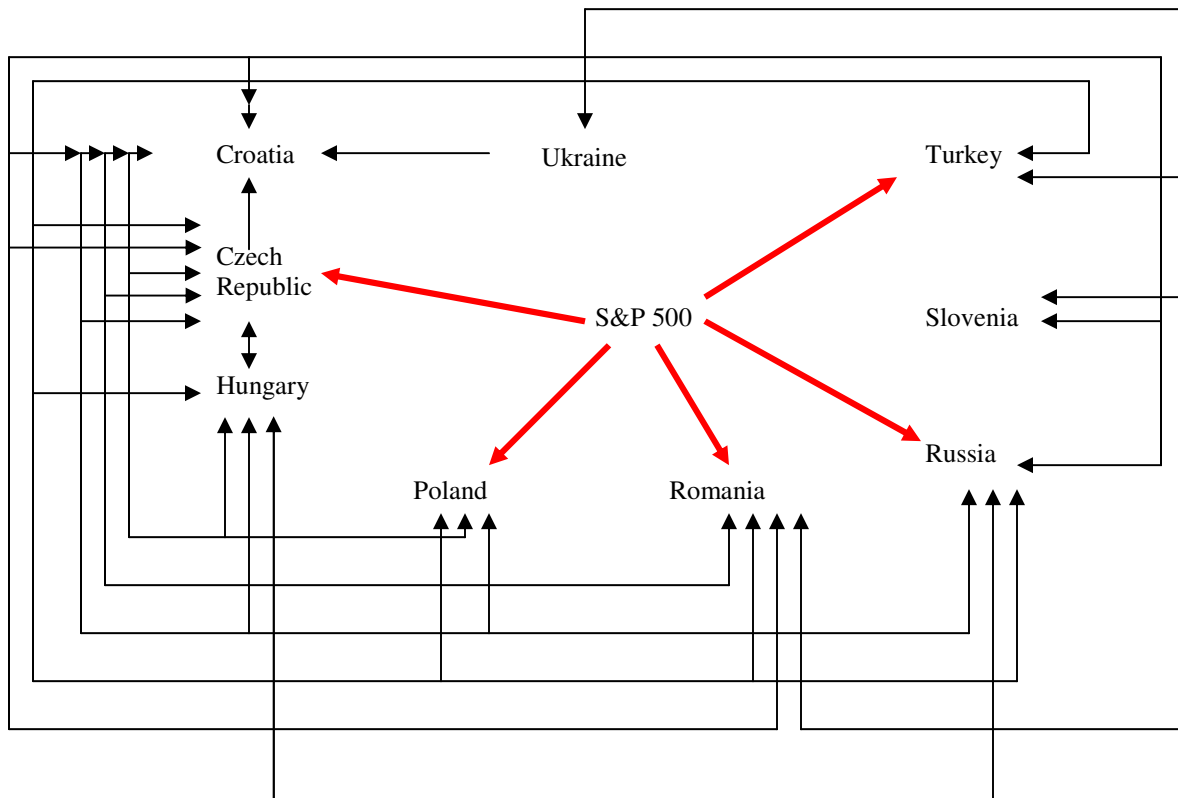 Croatia
Ukraine
Turkey
Czech
Republic
S&P 500
Slovenia
Hungary
Russia
Poland
Romania